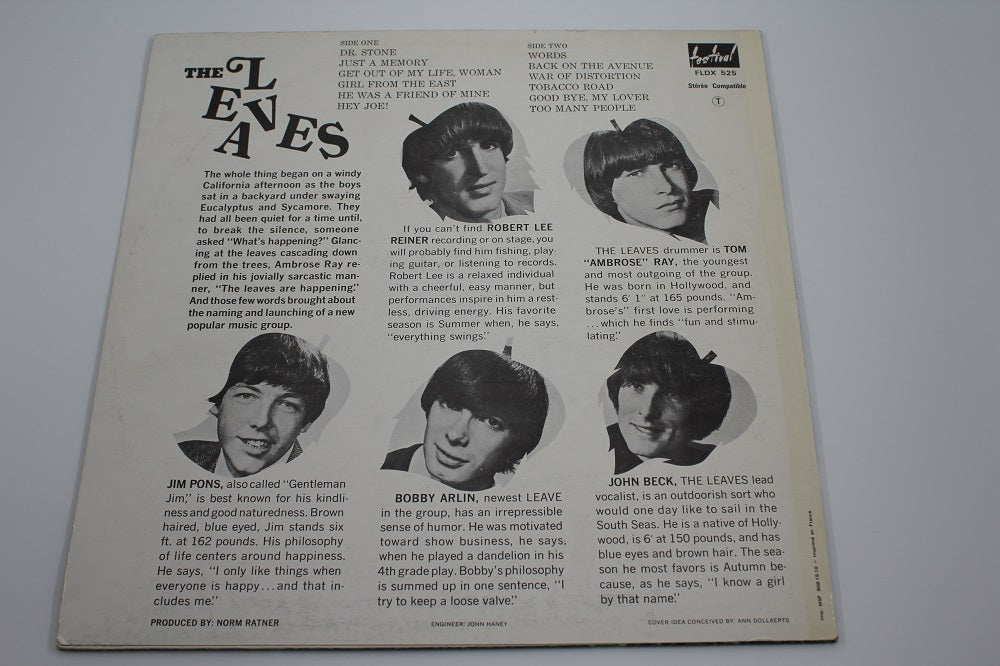 THE LEAVES
SIDE ONE
DR. STONE
JUST A MEMORY
GET OUT OF MY LIFE, WOMAN
GIRL FROM THE EAST
HE WAS A FRIEND OF MINE
HEY JOE!
SIDE TWO
WORDS
BACK ON THE AVENUE
WAR OF DISTORTION
TOBACCO ROAD
GOOD BYE, MY LOVER
TOO MANY PEOPLE
festival
FLDX 525
Stéréo Compatible
T
The whole thing began on a windy
California afternoon as the boys
sat in a backyard under swaying
Eucalyptus and Sycamore. They
had all been quiet for a time until,
to break the silence, someone
asked "What's happening?" Glanc-
ing at the leaves cascading down
from the trees, Ambrose Ray re-
plied in his jovially sarcastic man-
ner, "The leaves are happening."
And those few words brought about
the naming and launching of a new
popular music group.
If you can't find ROBERT LEE
REINER recording or on stage, you
will probably find him fishing, play-
ing guitar, or listening to records.
Robert Lee is a relaxed individual
with a cheerful, easy manner, but
performances inspire in him a rest-
less, driving energy. His favorite
season is Summer when, he says,
"everything swings."
THE LEAVES drummer is TOM
"AMBROSE" RAY, the youngest
and most outgoing of the group.
He was born in Hollywood, and
stands 6' 1" at 165 pounds. "Am-
brose's" first love is performing
...which he finds "fun and stimu-
lating."
JIM PONS, also called "Gentleman
Jim," is best known for his kindli-
ness and good naturedness. Brown
haired, blue eyed, Jim stands six
ft. at 162 pounds. His philosophy
of life centers around happiness.
He says, "I only like things when
everyone is happy...and that in-
cludes me."
BOBBY ARLIN, newest LEAVE
in the group, has an irrepressible
sense of humor. He was motivated
toward show business, he says,
when he played a dandelion in his
4th grade play. Bobby's philosophy
is summed up in one sentence, "I
try to keep a loose valve."
JOHN BECK, THE LEAVES lead
vocalist, is an outdoorish sort who
would one day like to sail in the
South Seas. He is a native of Holly-
wood, is 6' at 150 pounds, and has
blue eyes and brown hair. The sea-
son he most favors is Autumn be-
cause, as he says, "I know a girl
by that name."
PRODUCED BY: NORM RATNER
ENGINEER: JOHN HANEY
COVER IDEA CONCEIVED BY: ANN DOLLAERTS